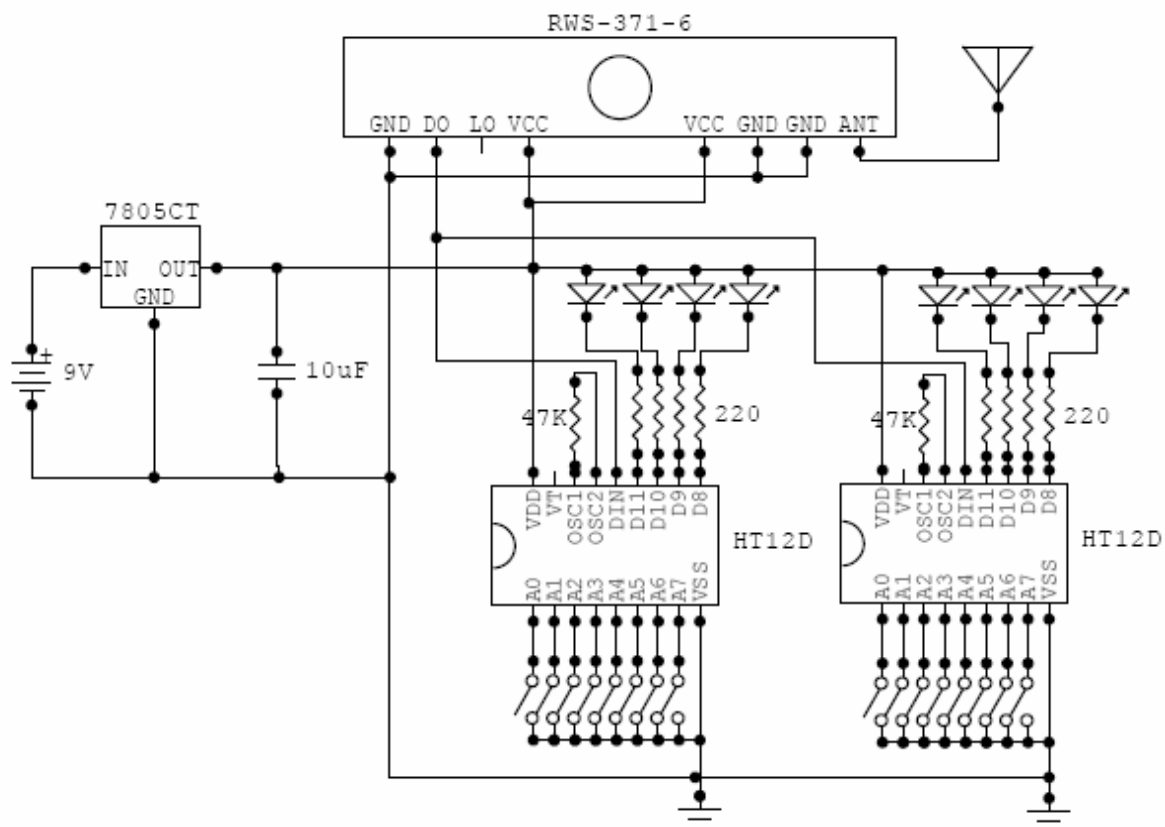 RWS-371-6
GND DO LO VCC VCC GND GND ANT
7805CT
IN OUT
GND
+
9V
10uF
47K
220
47K
220
VDD VT OSC1 OSC2 DIN D11 D10 D9 D8
HT12D
A0 A1 A2 A3 A4 A5 A6 A7 VSS
VDD VT OSC1 OSC2 DIN D11 D10 D9 D8
HT12D
A0 A1 A2 A3 A4 A5 A6 A7 VSS